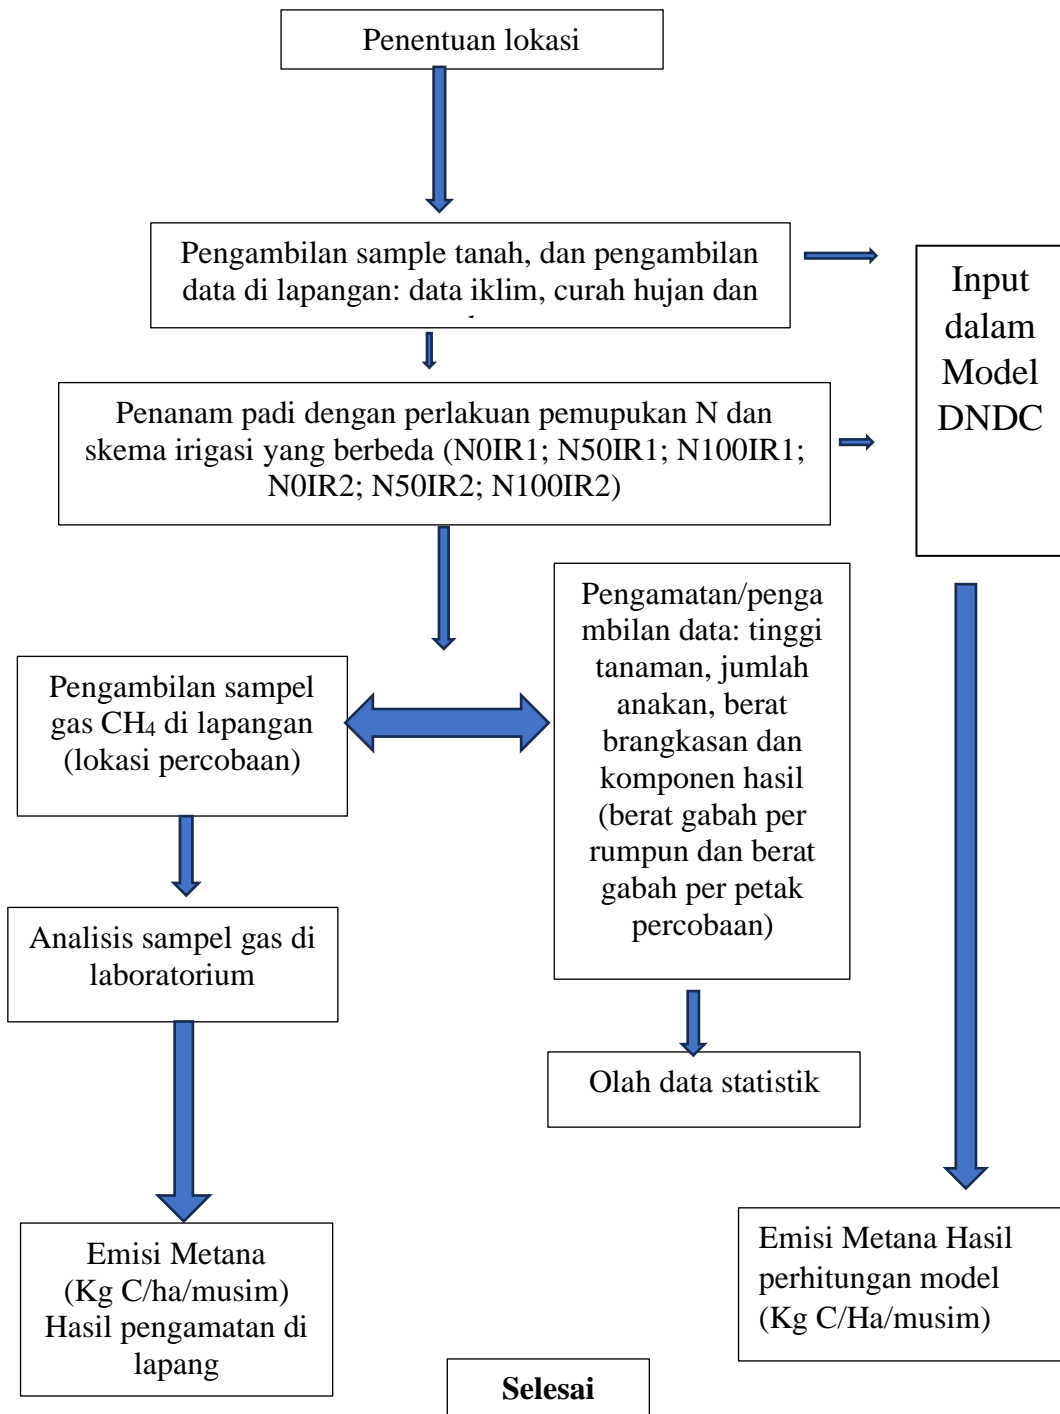 Penentuan lokasi
Pengambilan sample tanah, dan pengambilan
data di lapangan: data iklim, curah hujan dan
Input
dalam
Model
DNDC
Penanam padi dengan perlakuan pemupukan N dan
skema irigasi yang berbeda (N0IR1; N50IR1; N100IR1;
N0IR2; N50IR2; N100IR2)
Pengamatan/penga
mbilan data: tinggi
tanaman, jumlah
anakan, berat
brangkasan dan
komponen hasil
(berat gabah per
rumpun dan berat
gabah per petak
percobaan)
Pengambilan sampel
gas CH₄ di lapangan
(lokasi percobaan)
Analisis sampel gas di
laboratorium
Olah data statistik
Emisi Metana
(Kg C/ha/musim)
Hasil pengamatan di
lapang
Emisi Metana Hasil
perhitungan model
(Kg C/Ha/musim)
Selesai